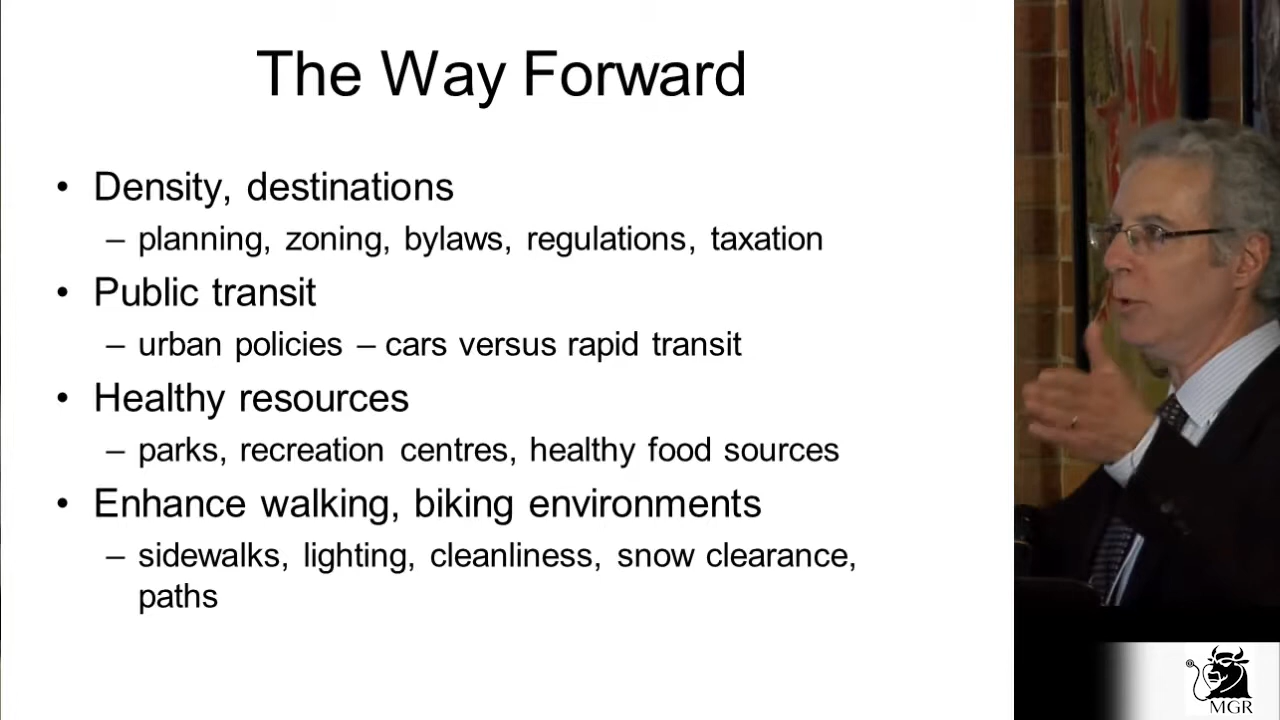 The Way Forward
• Density, destinations
– planning, zoning, bylaws, regulations, taxation
• Public transit
– urban policies – cars versus rapid transit
• Healthy resources
– parks, recreation centres, healthy food sources
• Enhance walking, biking environments
– sidewalks, lighting, cleanliness, snow clearance,
paths
MGR